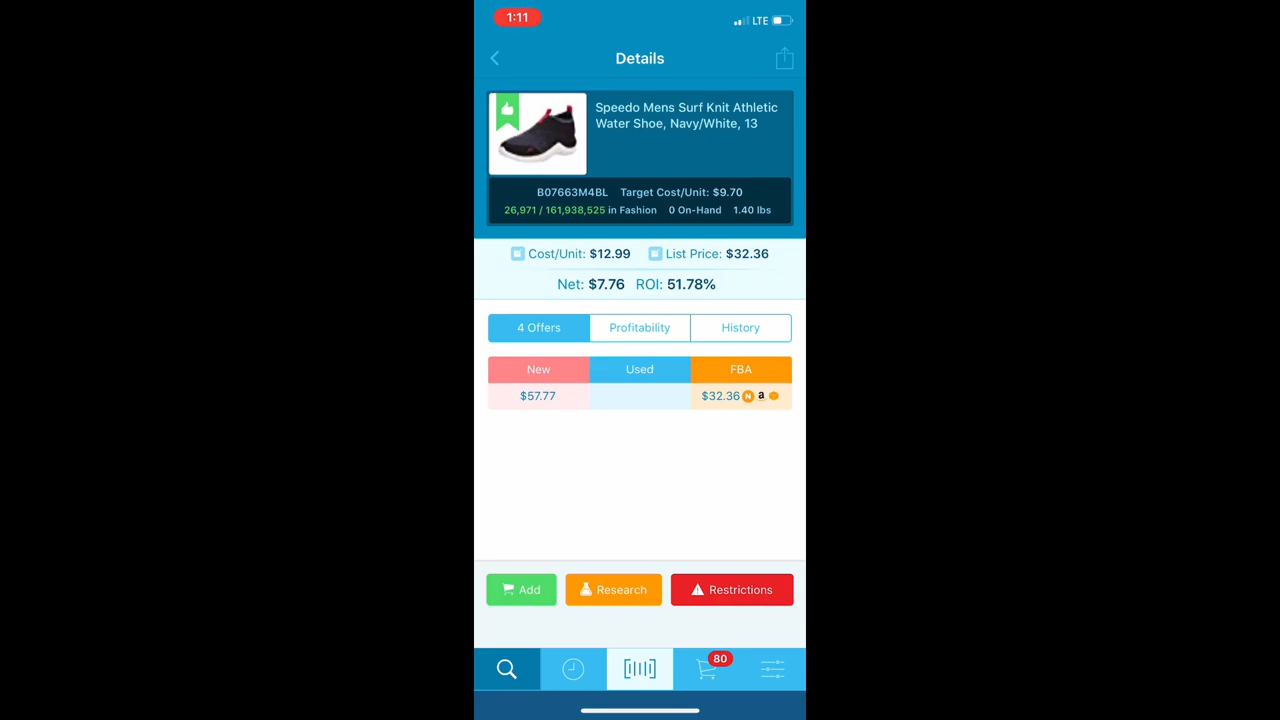 1:11
LTE
Details
Speedo Mens Surf Knit Athletic
Water Shoe, Navy/White, 13
B07663M4BL Target Cost/Unit: $9.70
26,971 / 161,938,525 in Fashion 0 On-Hand 1.40 lbs
Cost/Unit: $12.99 List Price: $32.36
Net: $7.76 ROI: 51.78%
4 Offers Profitability History
New Used FBA
$57.77 $32.36 N a
Add Research Restrictions
80